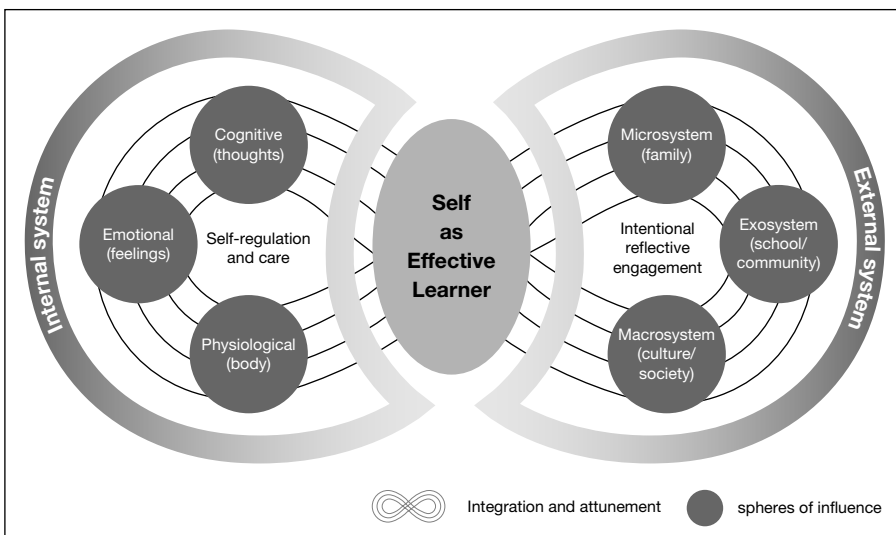 Internal system
Cognitive
(thoughts)
Emotional
(feelings)
Self-regulation
and care
Physiological
(body)
Self
as
Effective
Learner
Microsystem
(family)
Intentional
reflective
engagement
Exosystem
(school/
community)
Macrosystem
(culture/
society)
External system
Integration and attunement
spheres of influence